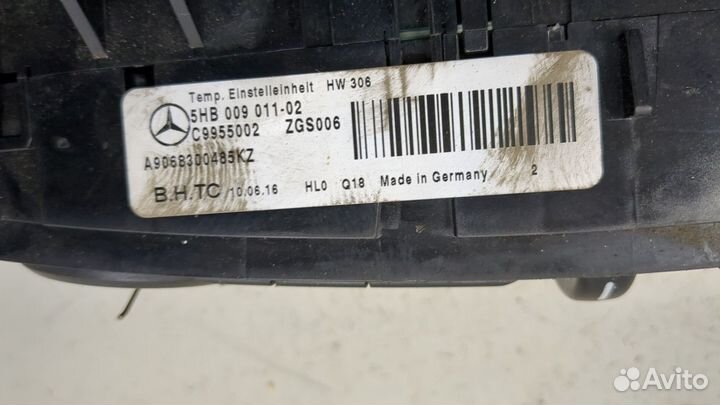 Temp. Einstelleinheit HW 306
5HB 009 011-02
C9955002 ZGS006
A9068300485KZ
B.H.TC 10.06.16 HL0 Q18 Made in Germany 2
Avito